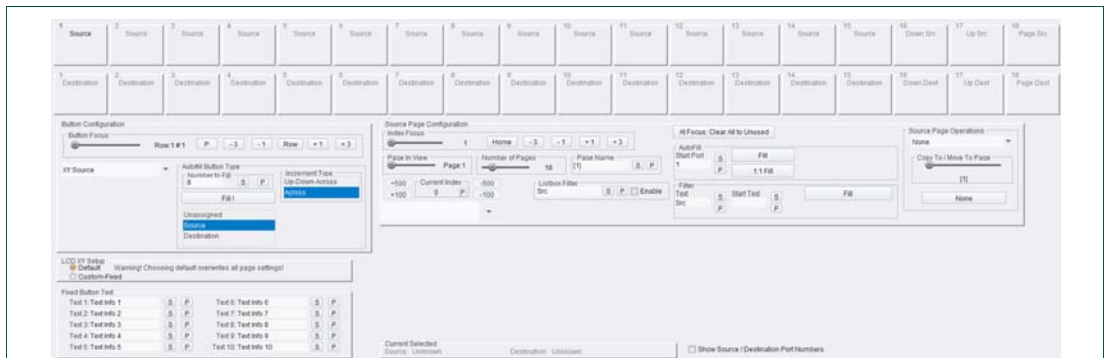 1 2 3 4 5 6 7 8 9 10 11 12 13 14 15 16 17 18
Source Source Source Source Source Source Source Source Source Source Source Source Source Source Source Down Src Up Src Page Src
1 2 3 4 5 6 7 8 9 10 11 12 13 14 15 16 17 18
Destination Destination Destination Destination Destination Destination Destination Destination Destination Destination Destination Destination Destination Destination Destination Down Dest Up Dest Page Dest
Button Configuration
Button Focus
Row:1 #:1 P -3 -1 Row +1 +3
XY Source
Autofill Button Type
Number to Fill
8 S P
Fill !
Unassigned
Source
Destination
Increment Type
Up-Down-Across
Across
LCD XY Setup
Default Warning! Choosing default overwrites all page settings!
Custom-Fixed
Fixed Button Text
Text 1: Text Info 1 S P Text 6: Text Info 6 S P
Text 2: Text Info 2 S P Text 7: Text Info 7 S P
Text 3: Text Info 3 S P Text 8: Text Info 8 S P
Text 4: Text Info 4 S P Text 9: Text Info 9 S P
Text 5: Text Info 5 S P Text 10: Text Info 10 S P
Source Page Configuration
Index Focus
1 Home -3 -1 +1 +3
Page In View
Page:1
Number of Pages
18
Page Name
[1] S P
+500 Current Index -500
+100 0 P -100
Listbox Filter
Src S P Enable
At Focus: Clear All to Unused
AutoFill
Start Port
1 S P
Fill
1:1 Fill
Filter
Text
Src S P
Start Text S P
Fill
Source Page Operations
None
Copy To / Move To Page
[1]
None
Current Selected
Source: Unknown Destination: Unknown
Show Source / Destination Port Numbers